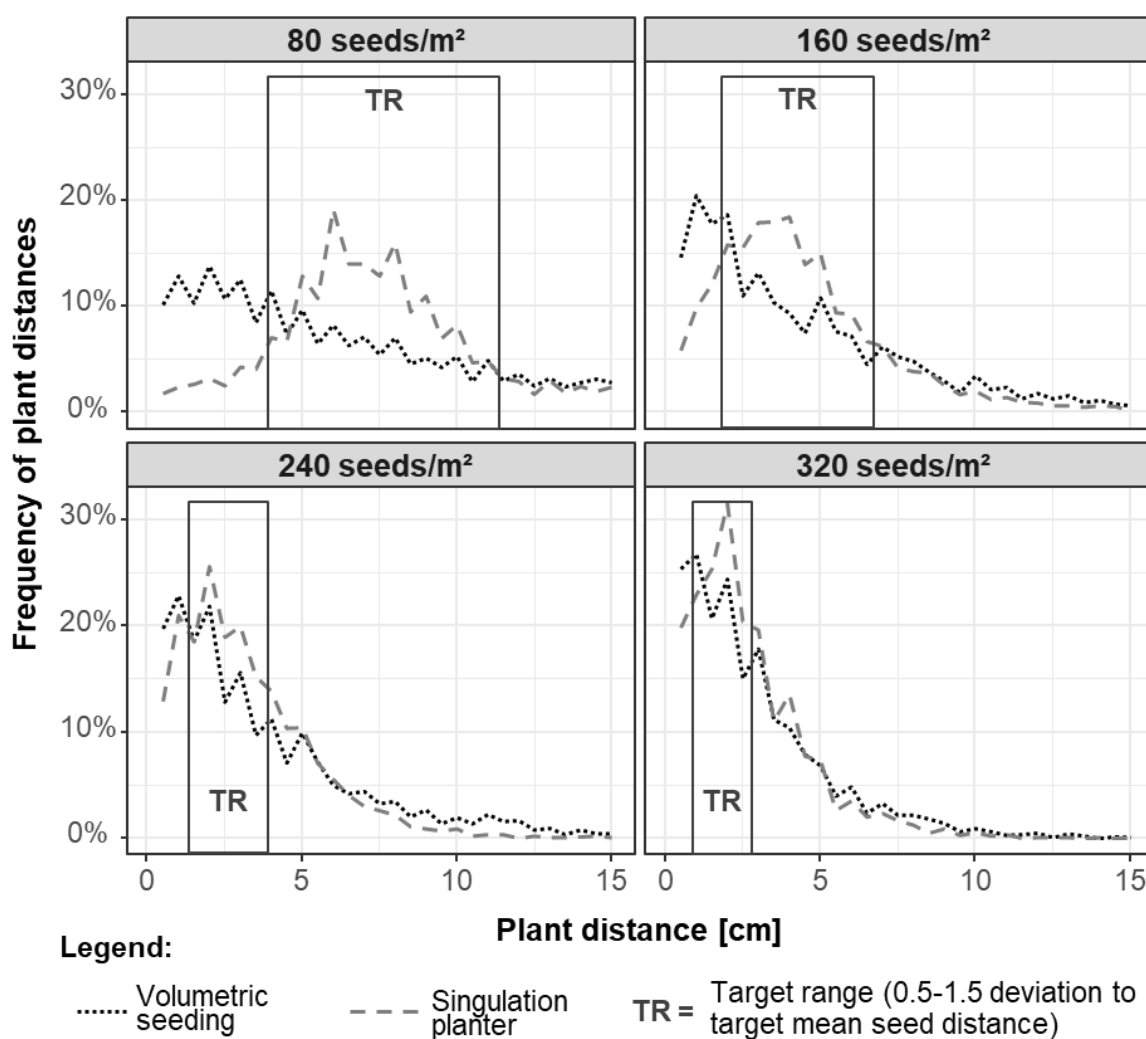 80 seeds/m²
160 seeds/m²
Frequency of plant distances
30%
20%
10%
0%
TR
TR
240 seeds/m²
320 seeds/m²
30%
20%
10%
0%
TR
TR
0
5
10
15
0
5
10
15
Plant distance [cm]
Legend:
Volumetric
seeding
Singulation
planter
TR =
Target range (0.5-1.5 deviation to
target mean seed distance)